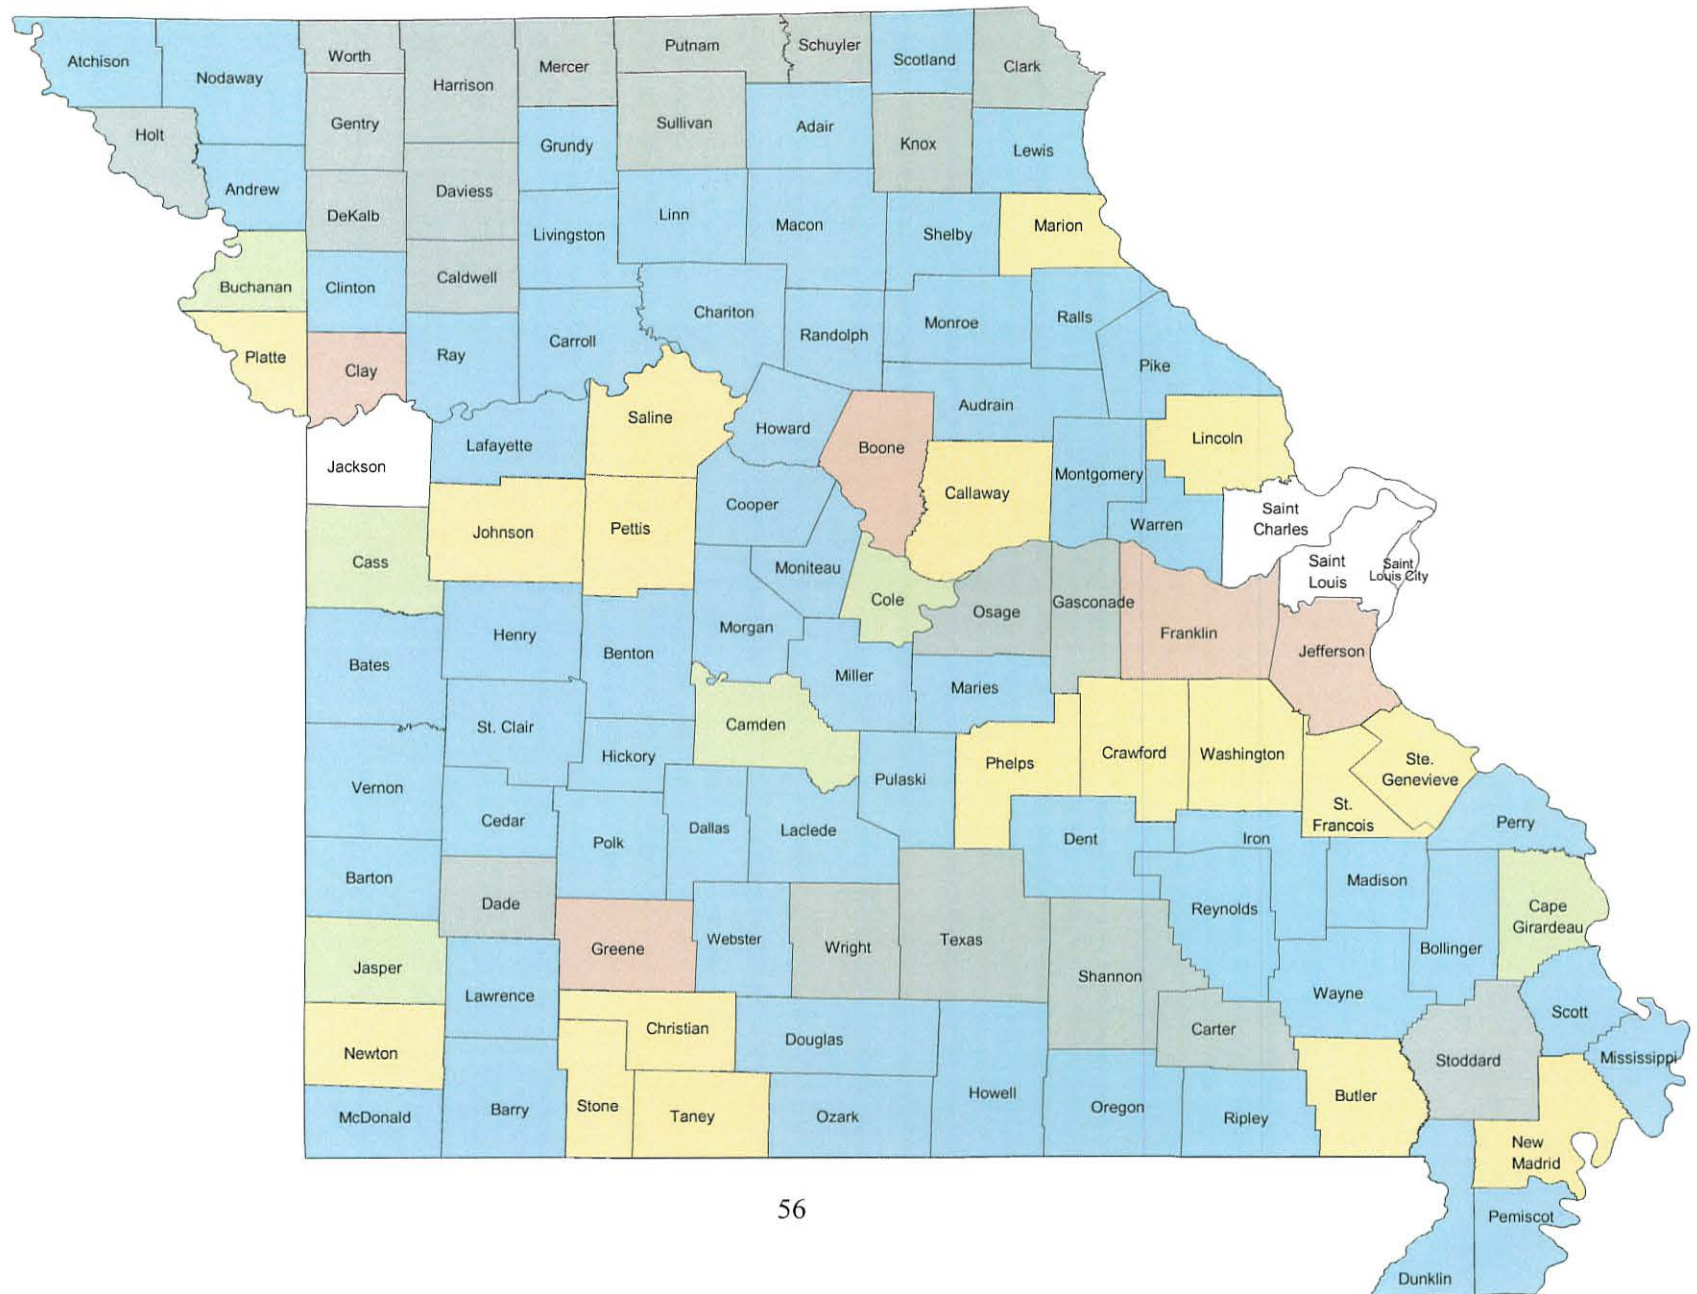 Atchison
Nodaway
Worth
Harrison
Mercer
Putnam
Schuyler
Scotland
Clark
Holt
Gentry
Sullivan
Adair
Knox
Lewis
Grundy
Andrew
DeKalb
Daviess
Livingston
Linn
Macon
Shelby
Marion
Buchanan
Clinton
Caldwell
Chariton
Randolph
Monroe
Ralls
Platte
Clay
Ray
Carroll
Pike
Saline
Howard
Boone
Audrain
Lincoln
Jackson
Lafayette
Callaway
Montgomery
Cooper
Saint
Charles
Warren
Cass
Johnson
Pettis
Moniteau
Cole
Osage
Gasconade
Saint
Louis
Saint
Louis City
Franklin
Jefferson
Bates
Henry
Benton
Morgan
Miller
Maries
St. Clair
Camden
Hickory
Vernon
Pulaski
Phelps
Crawford
Washington
Ste.
Genevieve
St.
Francois
Perry
Cedar
Polk
Dallas
Laclede
Dent
Iron
Madison
Barton
Dade
Reynolds
Cape
Girardeau
Jasper
Greene
Webster
Wright
Texas
Shannon
Bollinger
Lawrence
Wayne
Scott
Newton
Christian
Douglas
Carter
Stoddard
Mississippi
McDonald
Barry
Stone
Taney
Ozark
Howell
Oregon
Ripley
Butler
New
Madrid
Pemiscot
Dunklin
56